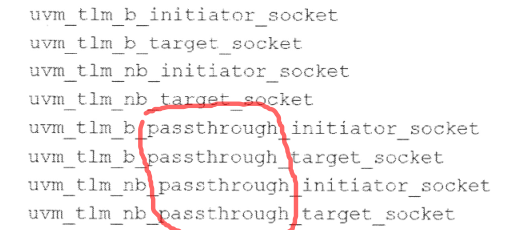 uvm_tlm_b_initiator_socket
uvm_tlm_b_target_socket
uvm_tlm_nb_initiator_socket
uvm_tlm_nb_target_socket
uvm_tlm_b_passthrough_initiator_socket
uvm_tlm_b_passthrough_target_socket
uvm_tlm_nb_passthrough_initiator_socket
uvm_tlm_nb_passthrough_target_socket